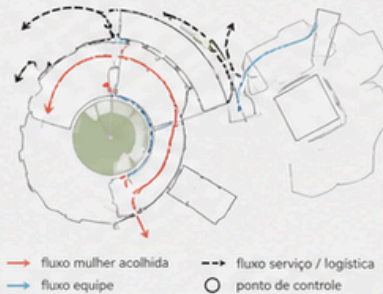 fluxo mulher acolhida
fluxo serviço / logística
fluxo equipe
ponto de controle